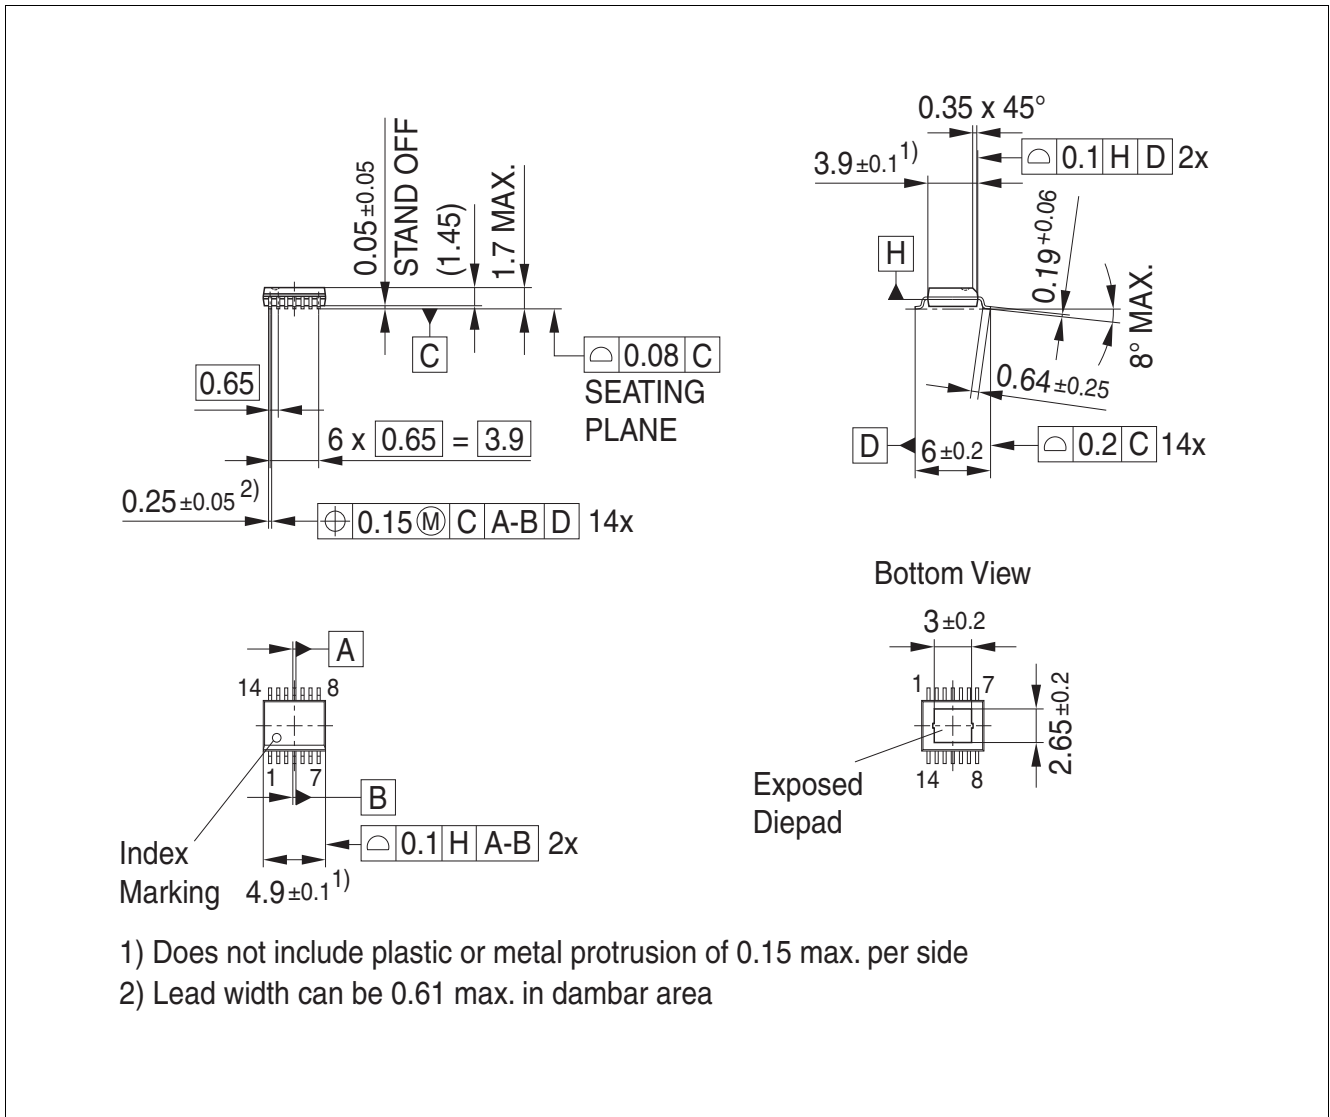 0.05±0.05
STAND OFF
(1.45)
1.7 MAX.
C
0.08 C
SEATING
PLANE
0.65
6 x 0.65 = 3.9
0.25±0.05 2)
0.15 Ⓜ C A-B D 14x
0.35 x 45°
3.9±0.1 1)
0.1 H D 2x
H
0.19 +0.06
8° MAX.
0.64±0.25
D
6±0.2
0.2 C 14x
A
14 8
1 7
B
Index
Marking
0.1 H A-B 2x
4.9±0.1 1)
Bottom View
3±0.2
1 7
2.65±0.2
14 8
Exposed
Diepad
1) Does not include plastic or metal protrusion of 0.15 max. per side
2) Lead width can be 0.61 max. in dambar area